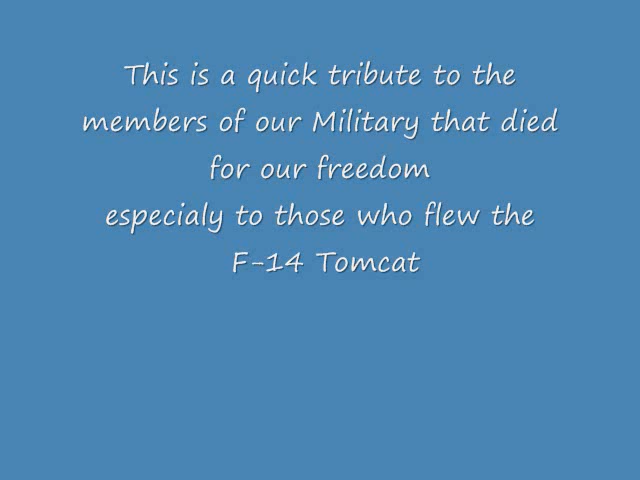 This is a quick tribute to the
members of our Military that died
for our freedom
especialy to those who flew the
F-14 Tomcat